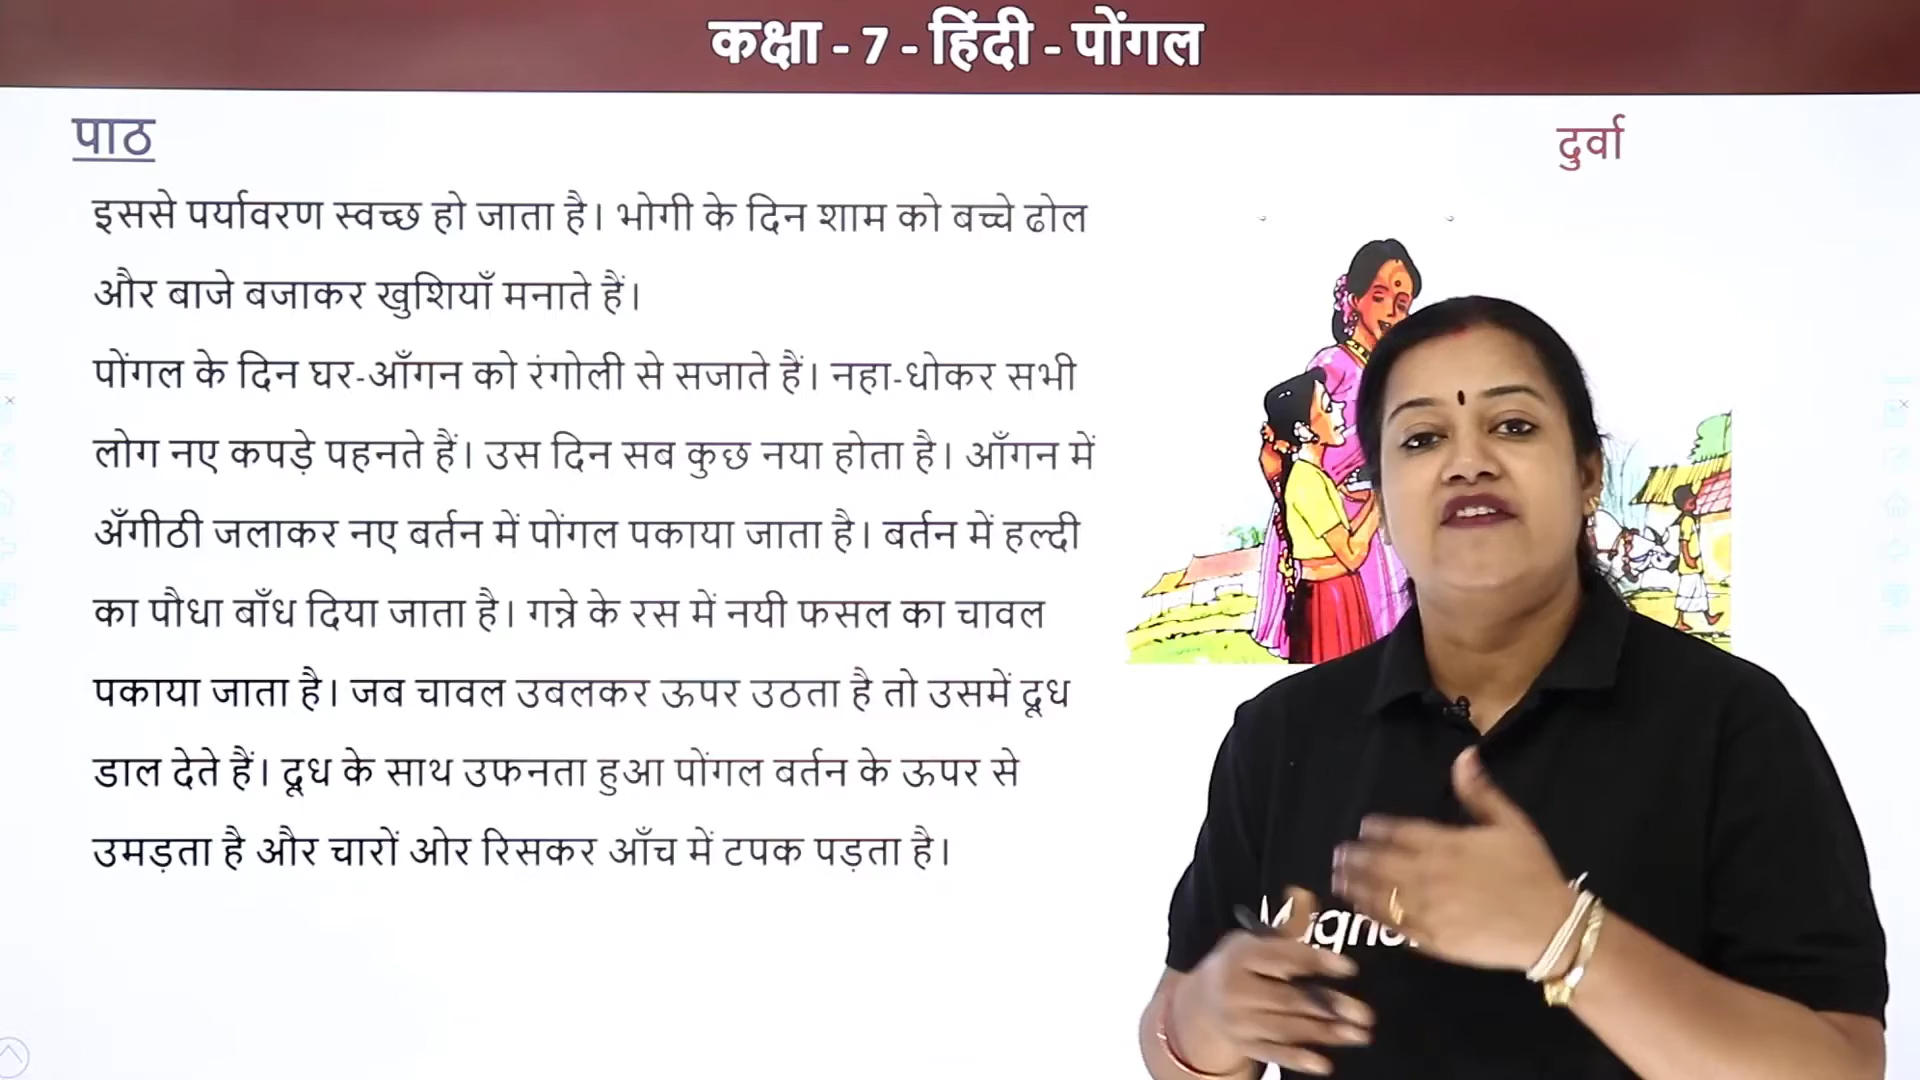 कक्षा - 7 - हिंदी - पोंगल
पाठ
दुर्वा
इससे पर्यावरण स्वच्छ हो जाता है। भोगी के दिन शाम को बच्चे ढोल
और बाजे बजाकर खुशियाँ मनाते हैं।
पोंगल के दिन घर-आँगन को रंगोली से सजाते हैं। नहा-धोकर सभी
लोग नए कपड़े पहनते हैं। उस दिन सब कुछ नया होता है। आँगन में
अँगीठी जलाकर नए बर्तन में पोंगल पकाया जाता है। बर्तन में हल्दी
का पौधा बाँध दिया जाता है। गन्ने के रस में नयी फसल का चावल
पकाया जाता है। जब चावल उबलकर ऊपर उठता है तो उसमें दूध
डाल देते हैं। दूध के साथ उफनता हुआ पोंगल बर्तन के ऊपर से
उमड़ता है और चारों ओर रिसकर आँच में टपक पड़ता है।